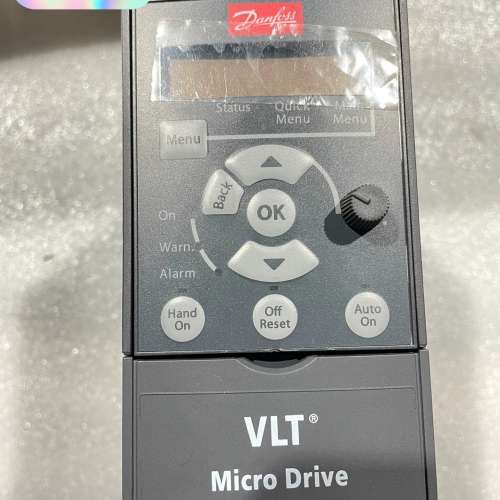 Danfoss
Status
Quick
Menu
Main
Menu
Menu
Back
OK
On
Warn.
Alarm
Hand
On
Off
Reset
Auto
On
VLT®
Micro Drive